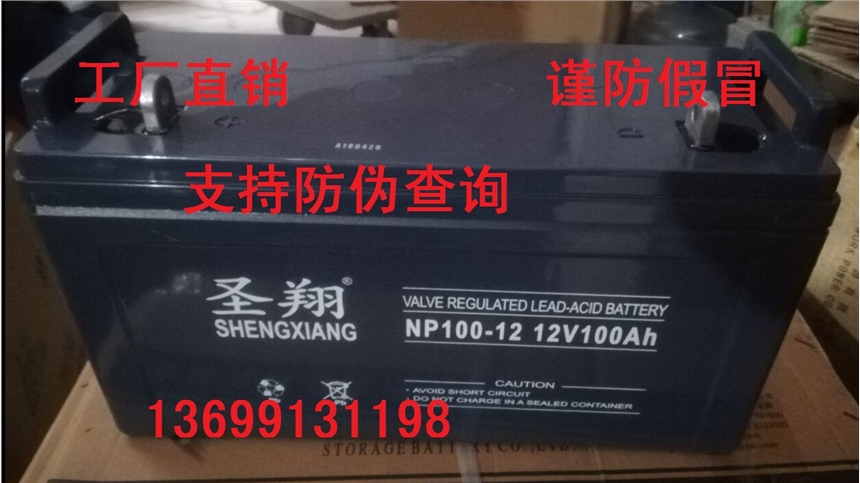 工厂直销 谨防假冒
A180420
支持防伪查询
圣翔®
SHENGXIANG
VALVE REGULATED LEAD-ACID BATTERY
NP100-12 12V100Ah
CAUTION
• AVOID SHORT CIRCUIT
• DO NOT CHARGE IN A SEALED CONTAINER
Pb
13699131198
STORAGE BATTERY CO., LTD.